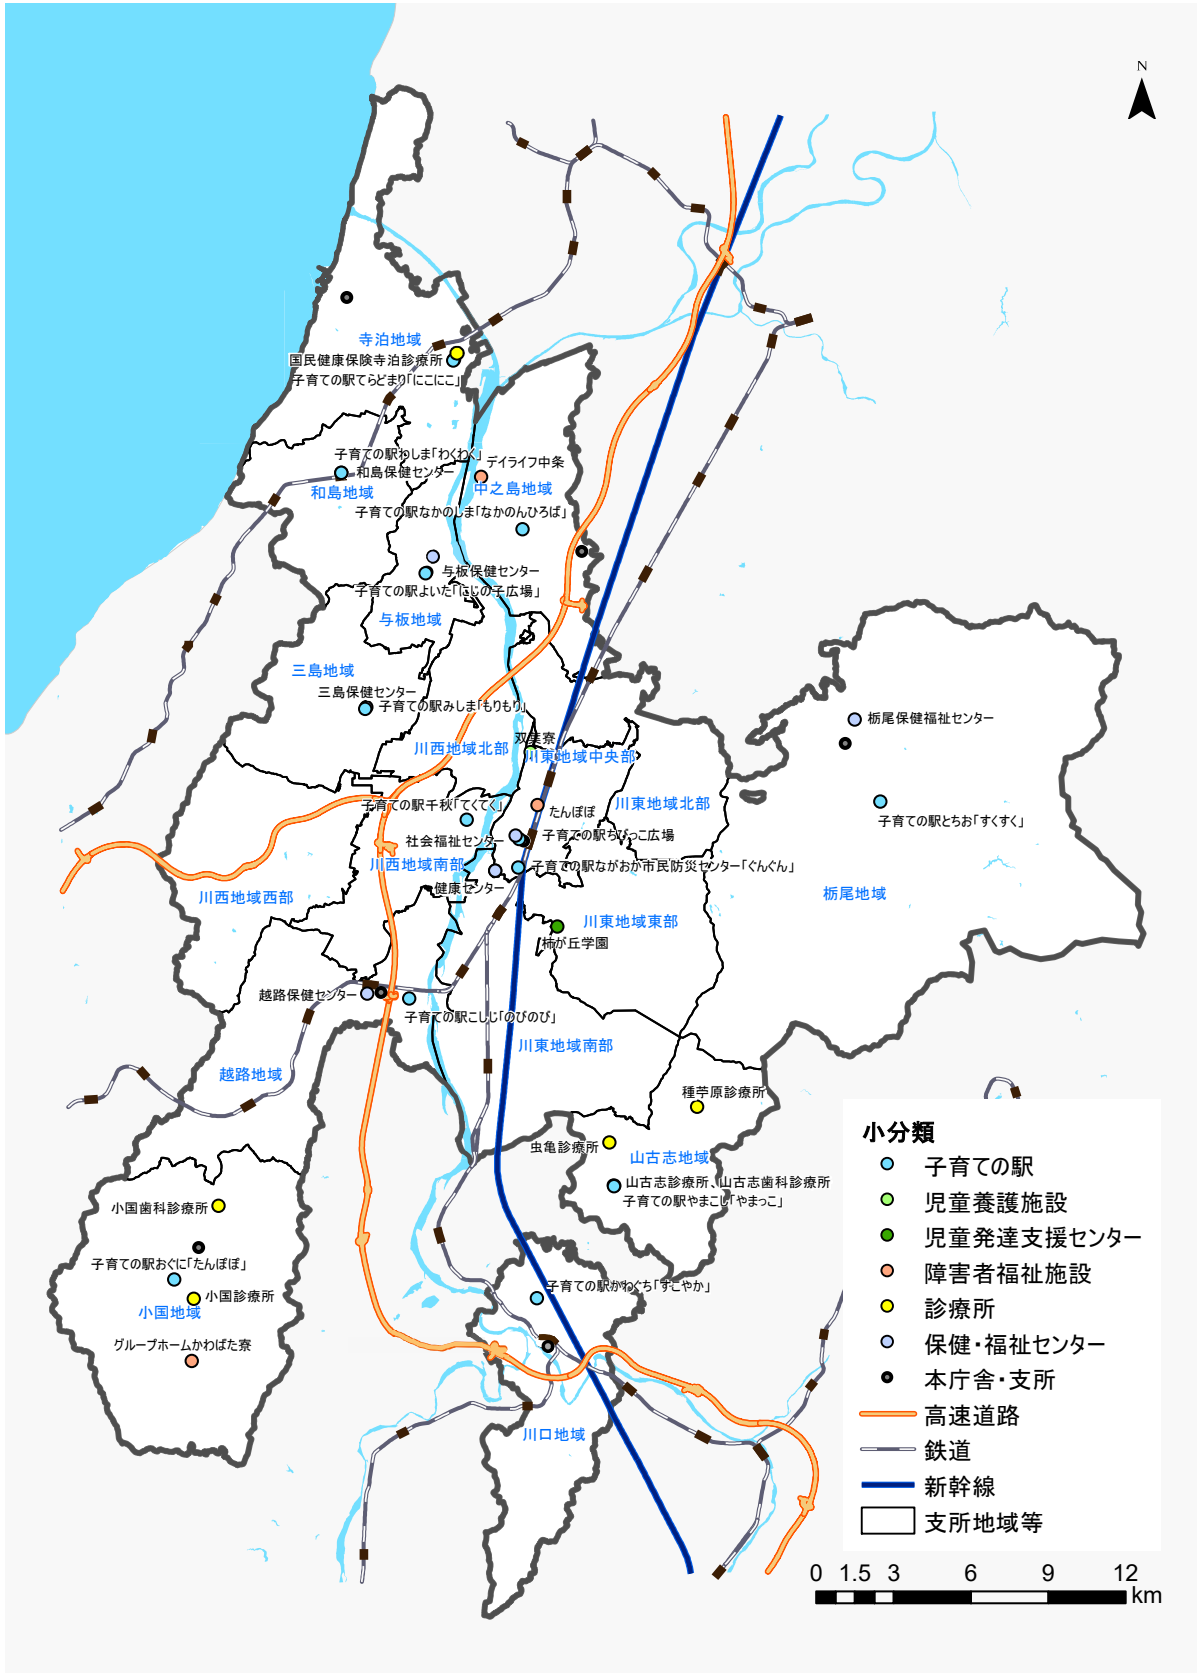 N
寺泊地域
国民健康保険寺泊診療所
子育ての駅てらどまり「にこにこ」
子育ての駅わしま「わくわく」
デイライフ中条
和島保健センター
和島地域
中之島地域
子育ての駅なかのしま「なかのんひろば」
与板保健センター
子育ての駅よいた「にじの子広場」
与板地域
三島地域
三島保健センター
子育ての駅みしま「もりもり」
栃尾保健福祉センター
双葉寮
川西地域北部
川東地域中央部
子育ての駅千秋「てくてく」
たんぽぽ
川東地域北部
子育ての駅とちお「すくすく」
社会福祉センター
子育ての駅ちびっこ広場
川西地域南部
子育ての駅ながおか市民防災センター「ぐんぐん」
健康センター
川西地域西部
栃尾地域
川東地域東部
柿が丘学園
越路保健センター
子育ての駅こしじ「のびのび」
川東地域南部
越路地域
種苧原診療所
虫亀診療所
山古志地域
山古志診療所、山古志歯科診療所
子育ての駅やまこし「やまっこ」
小国歯科診療所
子育ての駅おぐに「たんぽぽ」
小国診療所
小国地域
子育ての駅かわぐち「すこやか」
グループホームかわばた寮
川口地域
小分類
子育ての駅
児童養護施設
児童発達支援センター
障害者福祉施設
診療所
保健・福祉センター
本庁舎・支所
高速道路
鉄道
新幹線
支所地域等
0 1.5 3 6 9 12
km